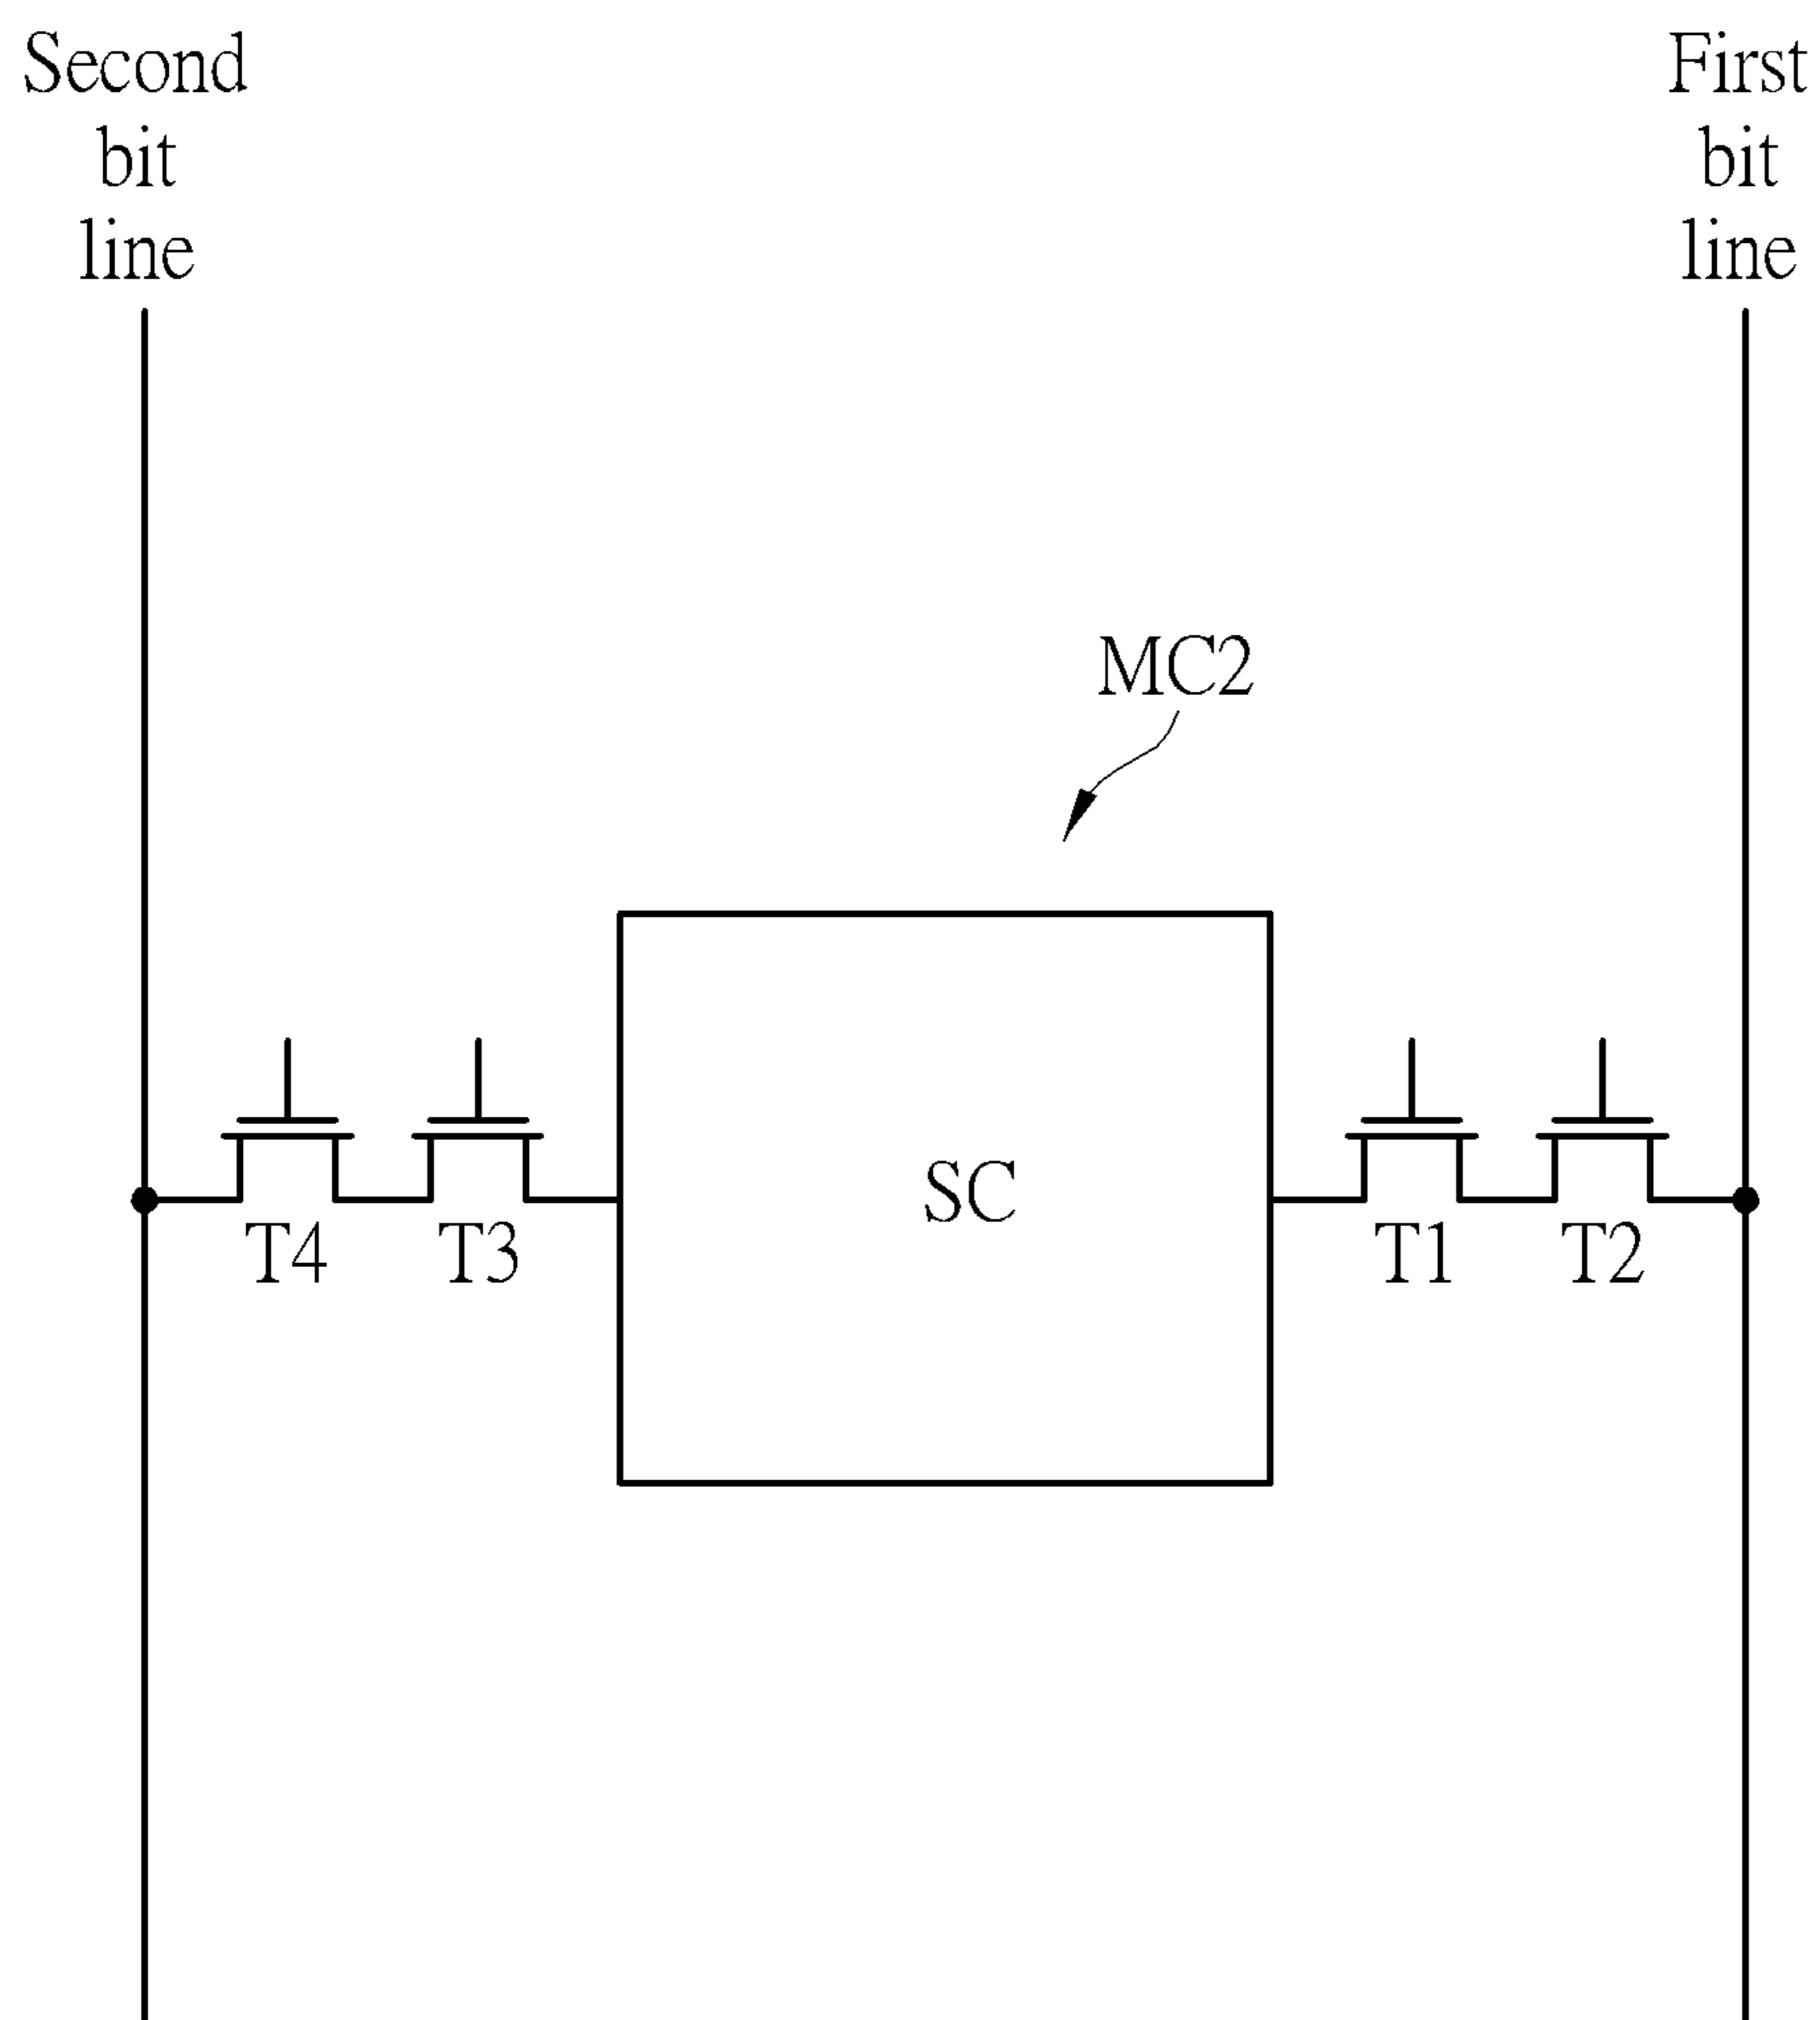 Second
bit
line
First
bit
line
MC2
SC
T4
T3
T1
T2